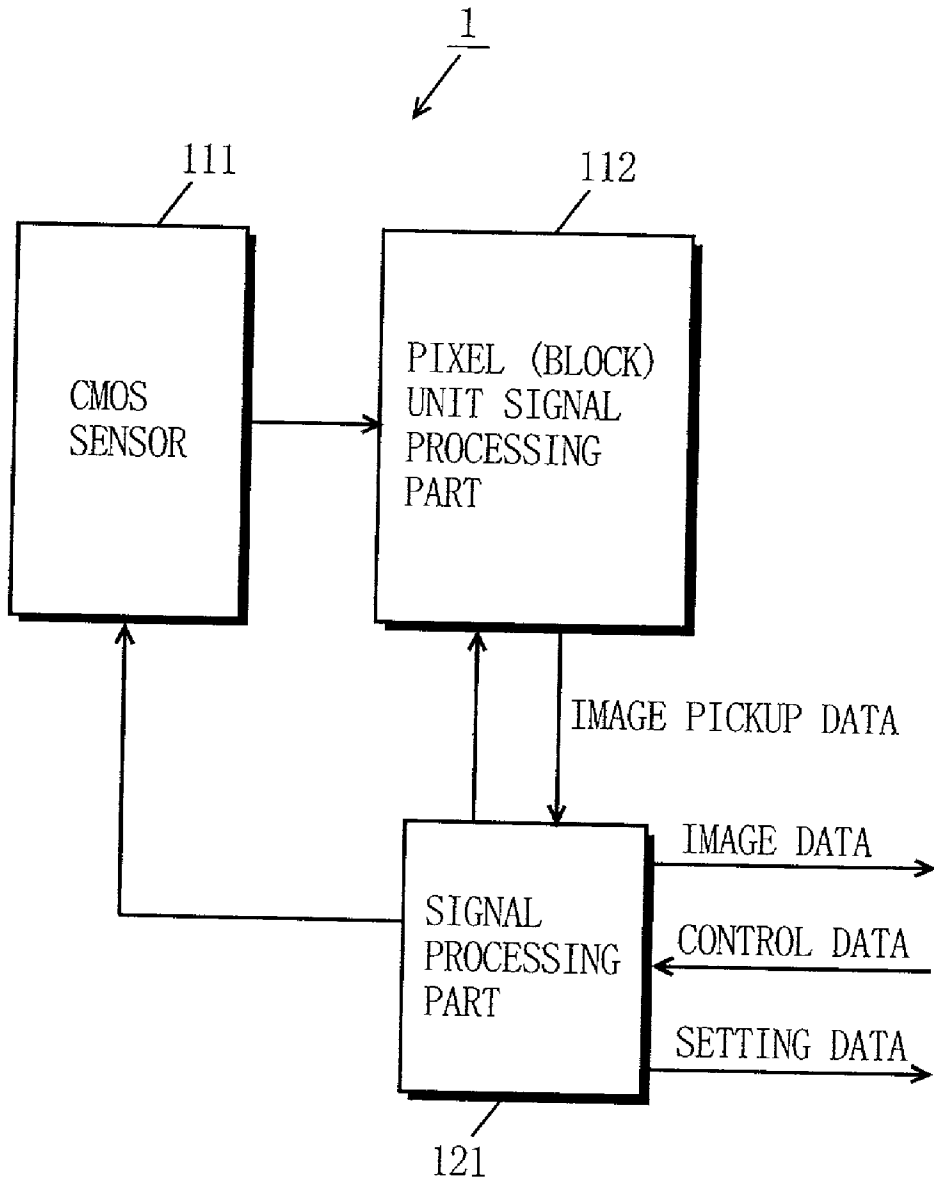 1
111
112
CMOS
SENSOR
PIXEL (BLOCK)
UNIT SIGNAL
PROCESSING
PART
IMAGE PICKUP DATA
IMAGE DATA
SIGNAL
PROCESSING
PART
CONTROL DATA
SETTING DATA
121